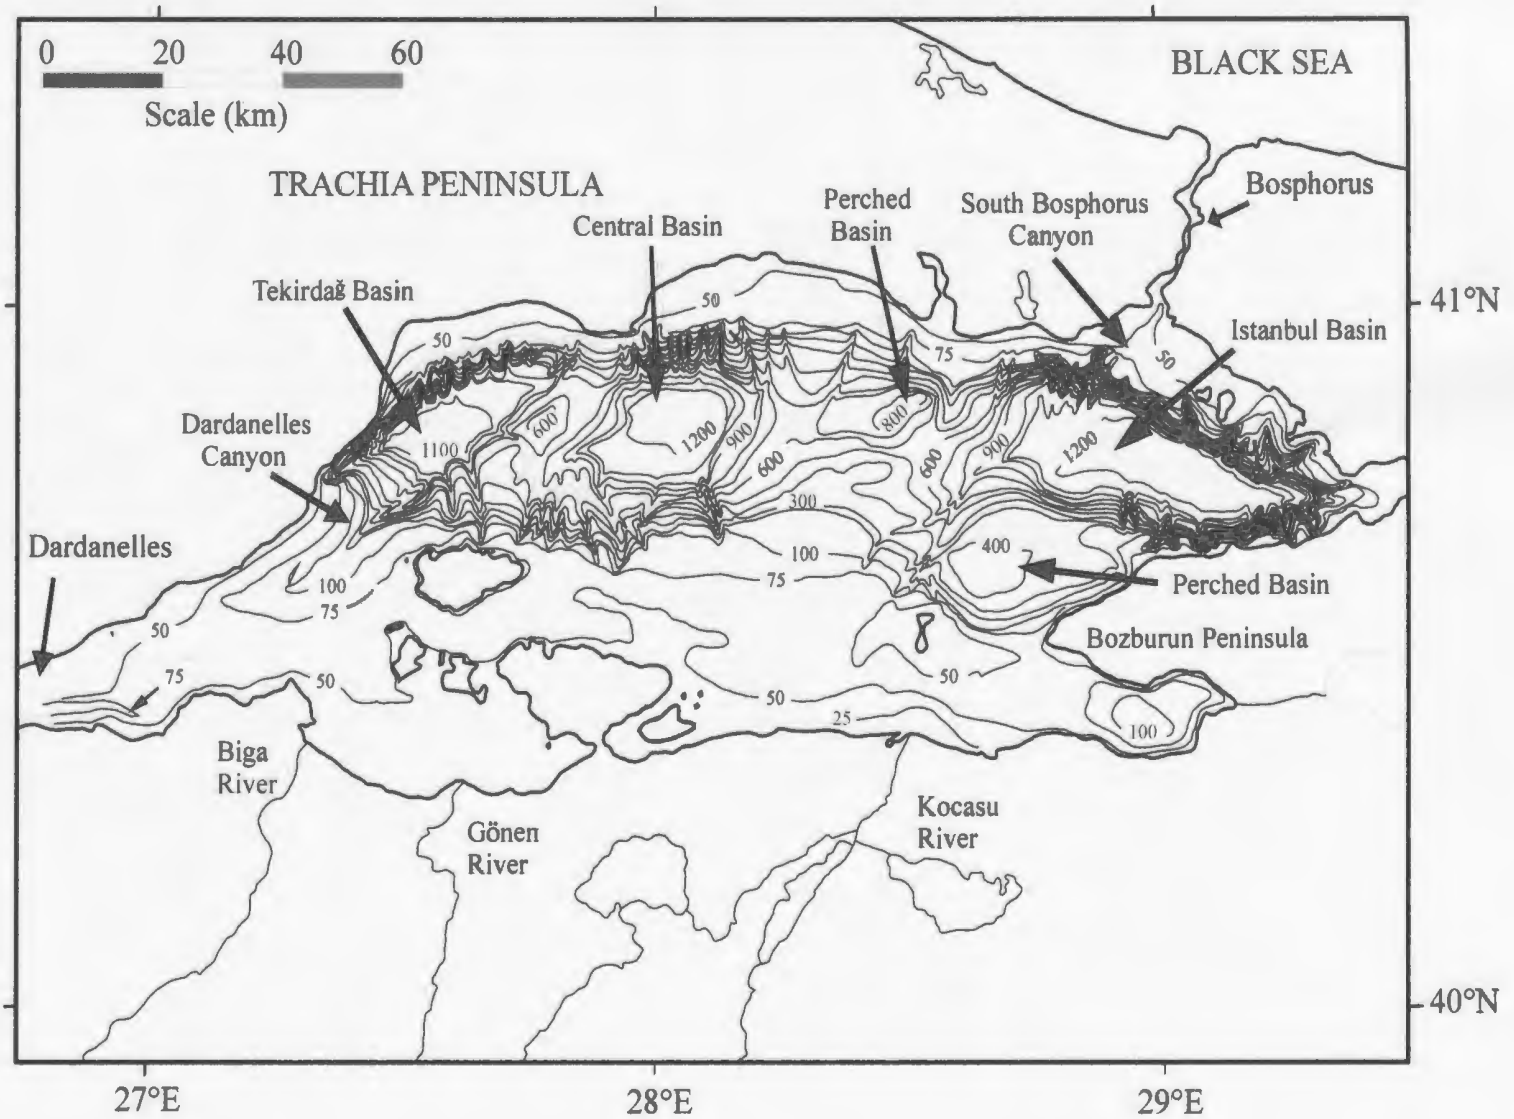 0 20 40 60
Scale (km)
BLACK SEA
TRACHIA PENINSULA
Bosphorus
Perched
Basin
South Bosphorus
Canyon
Central Basin
Tekirdağ Basin
41°N
Istanbul Basin
50
50
75
50
Dardanelles
Canyon
1100
600
1200
900
600
800
600
900
1200
300
Dardanelles
100
75
100
75
400
Perched Basin
50
Bozburun Peninsula
75
50
50
50
25
100
Biga
River
Gönen
River
Kocasu
River
40°N
27°E
28°E
29°E